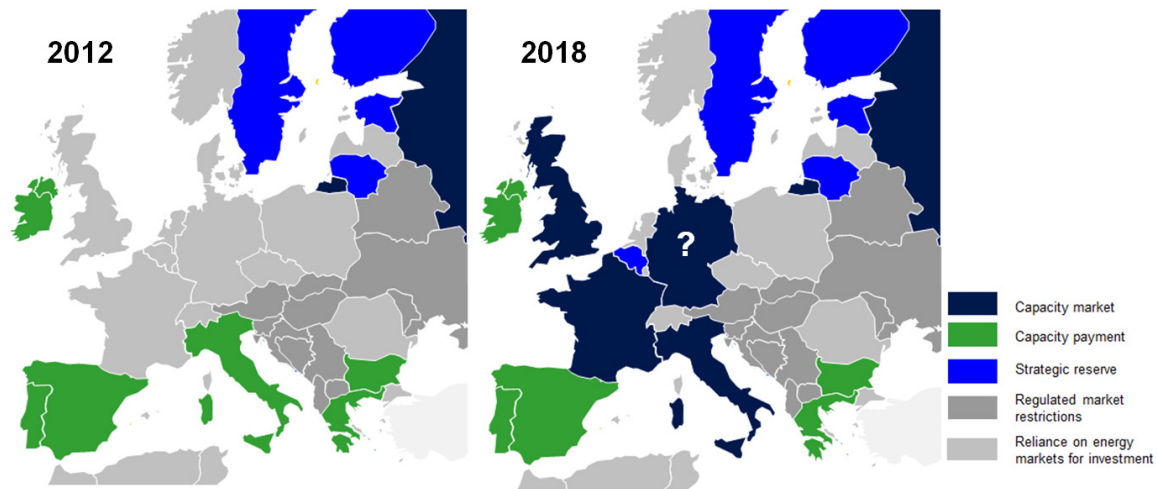 2012
2018
?
Capacity market
Capacity payment
Strategic reserve
Regulated market
restrictions
Reliance on energy
markets for investment